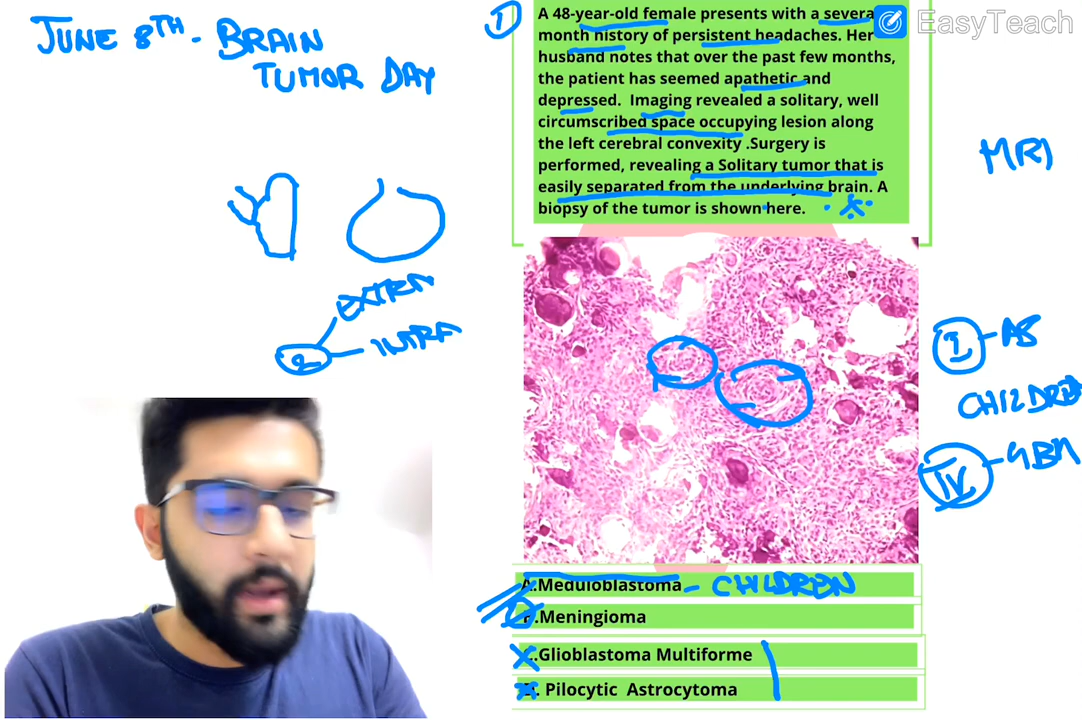 JUNE 8TH - BRAIN
TUMOR DAY
EXTRA
2 - INTRA
1
A 48-year-old female presents with a severa
month history of persistent headaches. Her
husband notes that over the past few months,
the patient has seemed apathetic and
depressed. Imaging revealed a solitary, well
circumscribed space occupying lesion along
the left cerebral convexity .Surgery is
performed, revealing a Solitary tumor that is
easily separated from the underlying brain. A
biopsy of the tumor is shown here.
EasyTeach
MRI
I - AS
CHILDREN
IV - GBM
A.Meduloblastoma - CHILDREN
.Meningioma
C.Glioblastoma Multiforme
. Pilocytic Astrocytoma